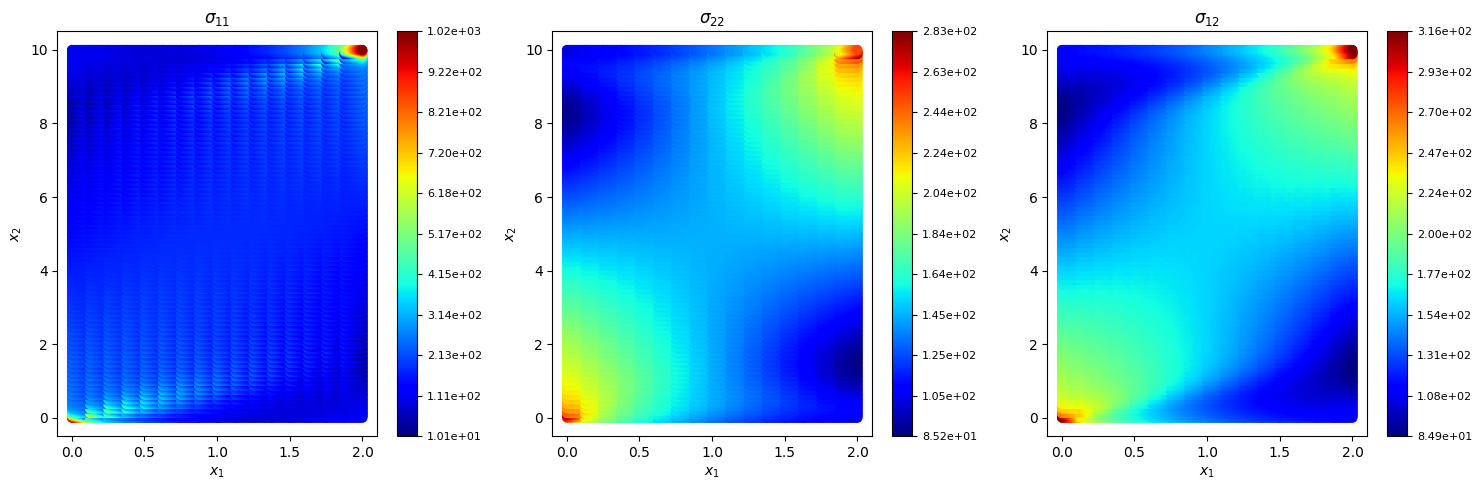 σ₁₁
10
8
6
4
2
0
x₂
0.0 0.5 1.0 1.5 2.0
x₁
1.02e+03
9.22e+02
8.21e+02
7.20e+02
6.18e+02
5.17e+02
4.15e+02
3.14e+02
2.13e+02
1.11e+02
1.01e+01
σ₂₂
10
8
6
4
2
0
x₂
0.0 0.5 1.0 1.5 2.0
x₁
2.83e+02
2.63e+02
2.44e+02
2.24e+02
2.04e+02
1.84e+02
1.64e+02
1.45e+02
1.25e+02
1.05e+02
8.52e+01
σ₁₂
10
8
6
4
2
0
x₂
0.0 0.5 1.0 1.5 2.0
x₁
3.16e+02
2.93e+02
2.70e+02
2.47e+02
2.24e+02
2.00e+02
1.77e+02
1.54e+02
1.31e+02
1.08e+02
8.49e+01